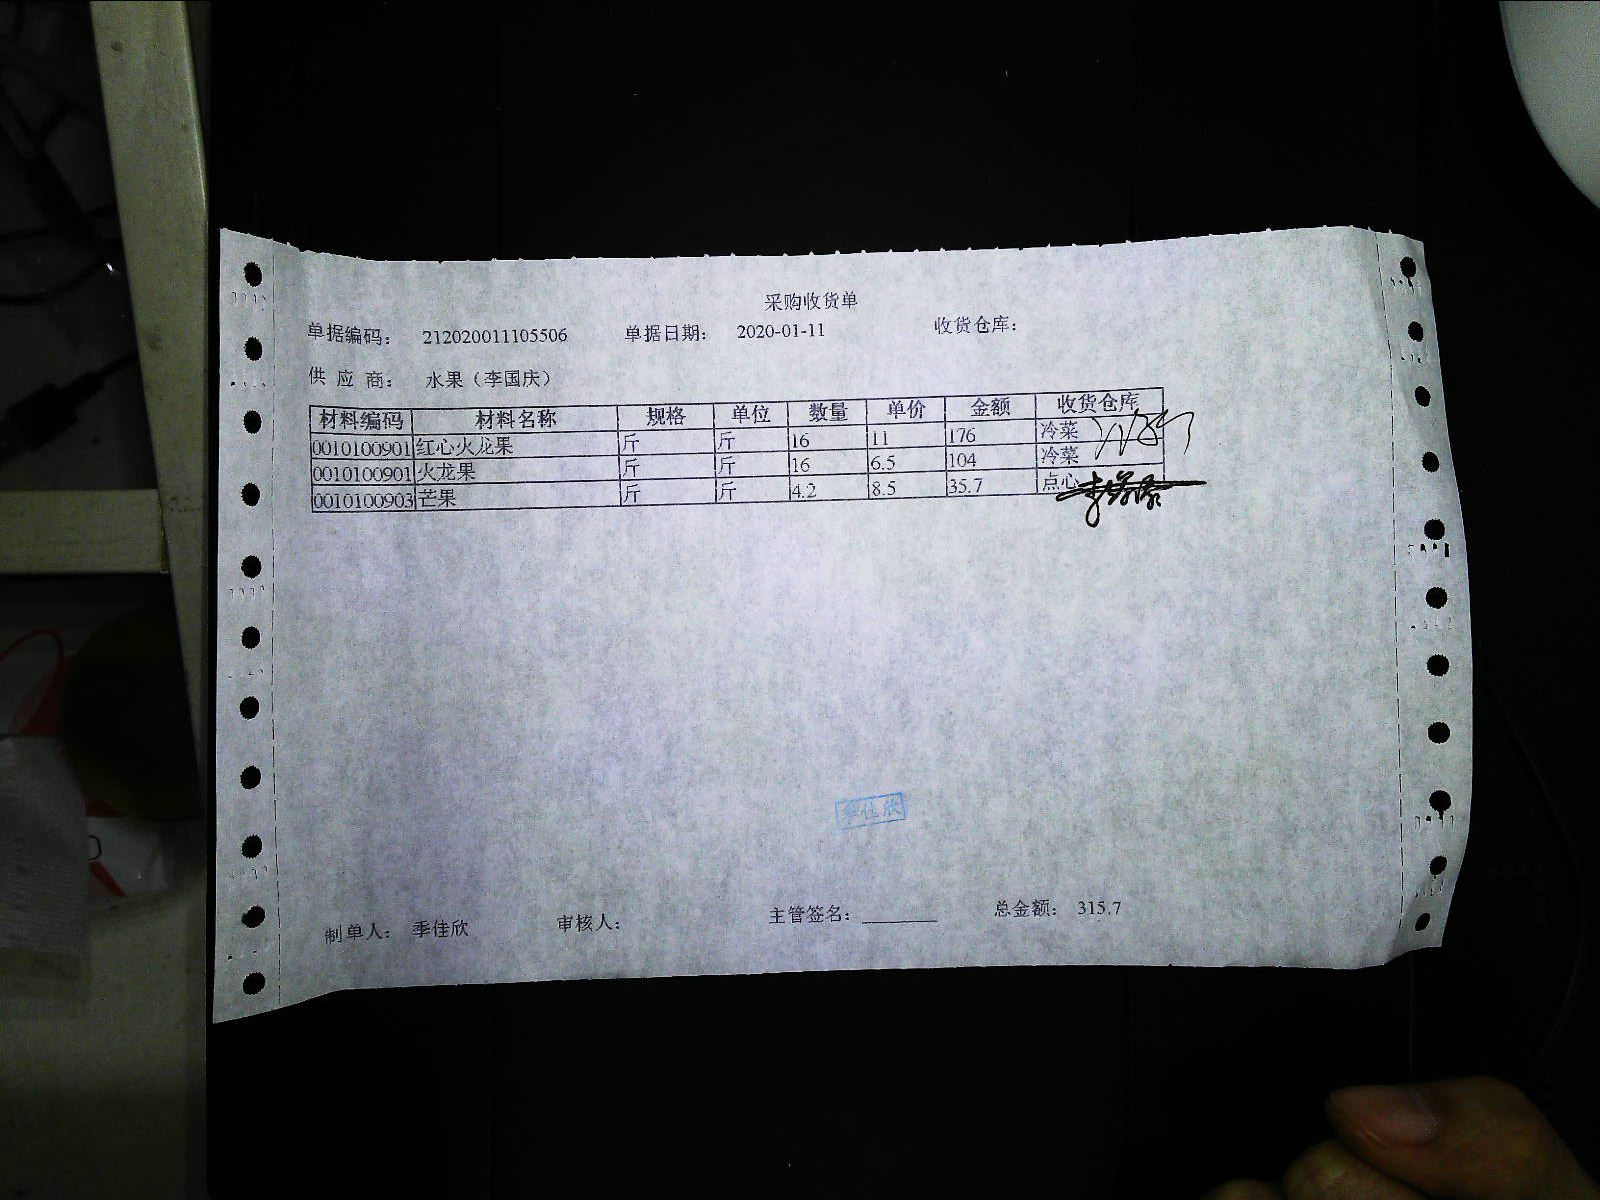 采购收货单
单据编码： 212020011105506 单据日期： 2020-01-11 收货仓库：
供 应 商： 水果（李国庆）
材料编码 材料名称 规格 单位 数量 单价 金额 收货仓库
0010100901 红心火龙果 斤 斤 16 11 176 冷菜
0010100901 火龙果 斤 斤 16 6.5 104 冷菜
0010100903 芒果 斤 斤 4.2 8.5 35.7 点心
季佳欣
制单人： 季佳欣 审核人： 主管签名： 总金额： 315.7